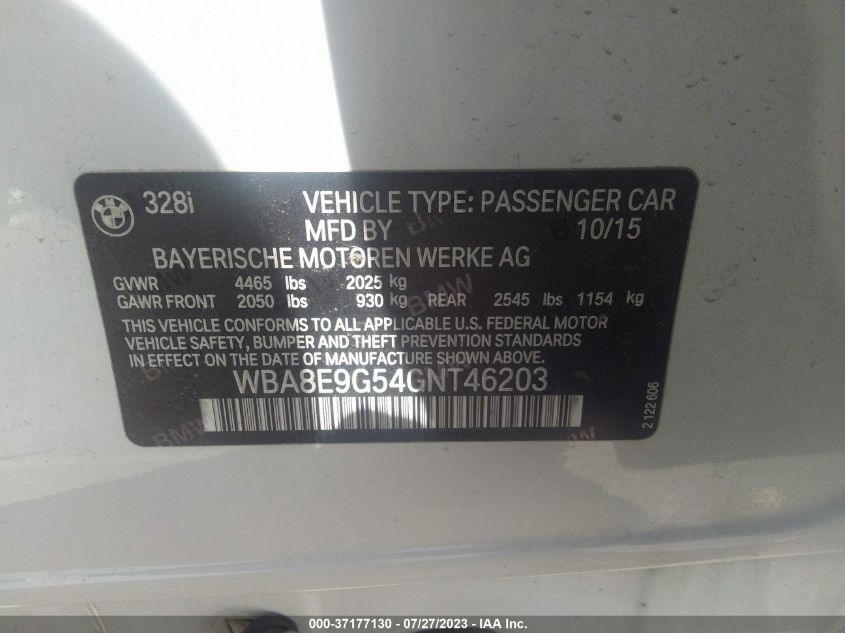 328i VEHICLE TYPE: PASSENGER CAR
MFD BY 10/15
BAYERISCHE MOTOREN WERKE AG
GVWR 4465 lbs 2025 kg
GAWR FRONT 2050 lbs 930 kg REAR 2545 lbs 1154 kg
THIS VEHICLE CONFORMS TO ALL APPLICABLE U.S. FEDERAL MOTOR
VEHICLE SAFETY, BUMPER AND THEFT PREVENTION STANDARDS
IN EFFECT ON THE DATE OF MANUFACTURE SHOWN ABOVE.
WBA8E9G54GNT46203
2 122 606
000-37177130 - 07/27/2023 - IAA Inc.